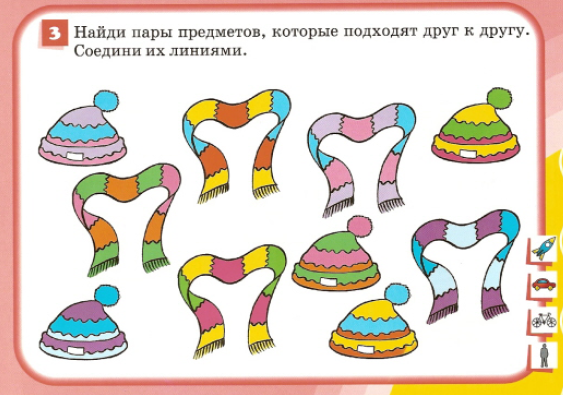 3 Найди пары предметов, которые подходят друг к другу.
Соедини их линиями.